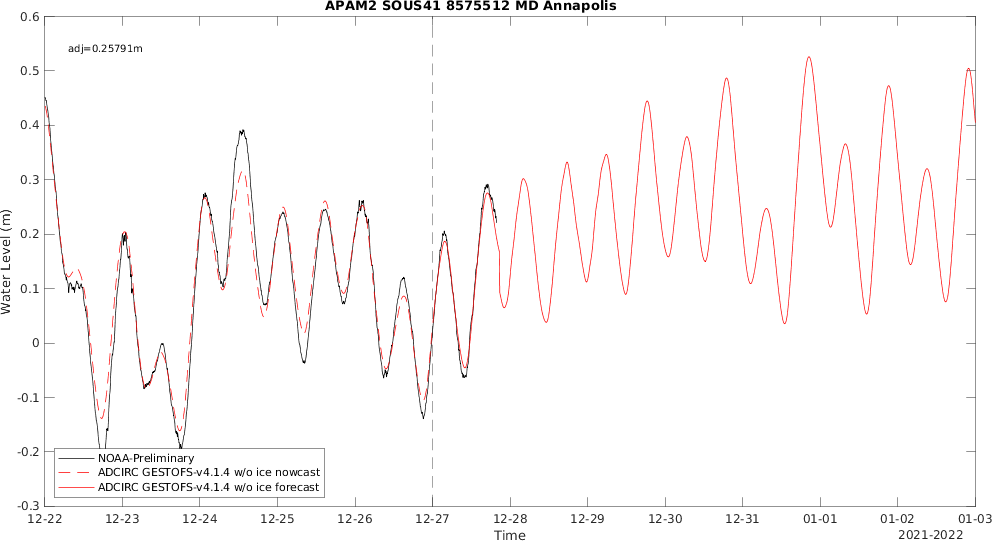 APAM2 SOUS41 8575512 MD Annapolis
adj=0.25791m
0.6
0.5
0.4
0.3
0.2
0.1
0
-0.1
-0.2
-0.3
Water Level (m)
NOAA-Preliminary
ADCIRC GESTOFS-v4.1.4 w/o ice nowcast
ADCIRC GESTOFS-v4.1.4 w/o ice forecast
12-22 12-23 12-24 12-25 12-26 12-27 12-28 12-29 12-30 12-31 01-01 01-02 01-03
Time
2021-2022